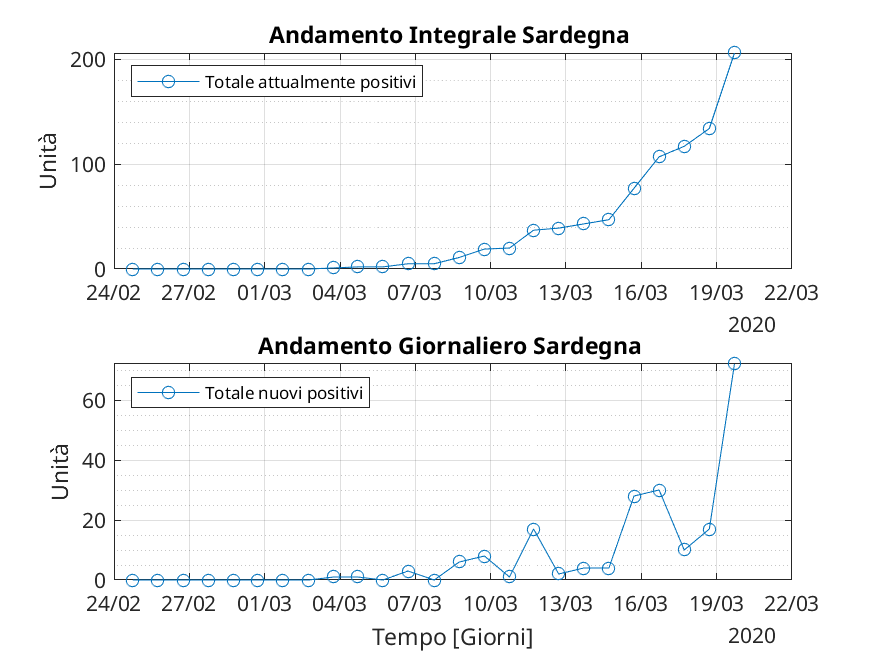 Andamento Integrale Sardegna
200
100
0
Unità
Totale attualmente positivi
24/02 27/02 01/03 04/03 07/03 10/03 13/03 16/03 19/03 22/03
2020
Andamento Giornaliero Sardegna
60
40
20
0
Unità
Totale nuovi positivi
24/02 27/02 01/03 04/03 07/03 10/03 13/03 16/03 19/03 22/03
Tempo [Giorni]
2020